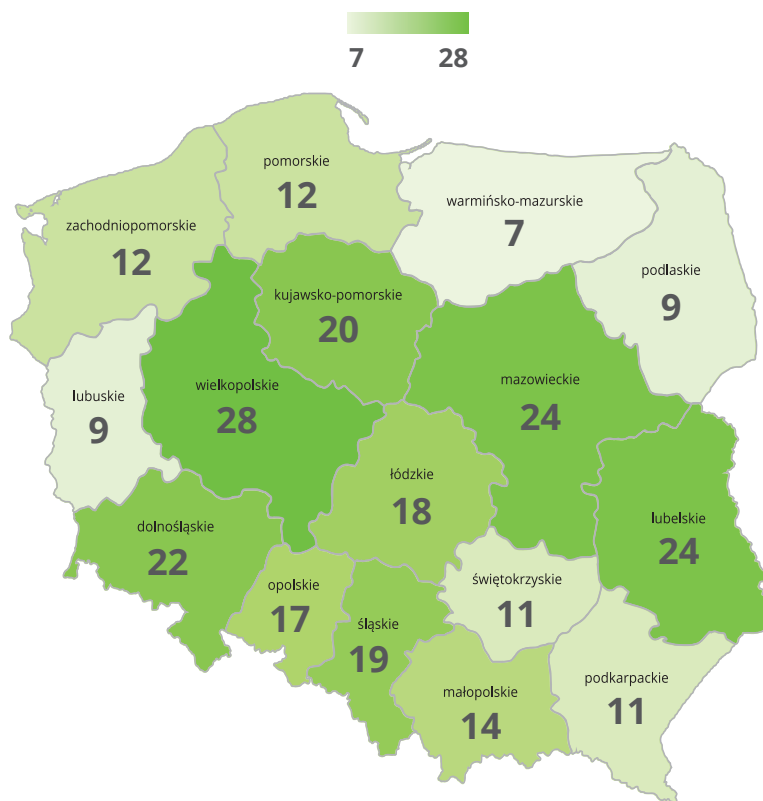 7
28
pomorskie
12
warmińsko-mazurskie
7
zachodniopomorskie
12
podlaskie
9
kujawsko-pomorskie
20
mazowieckie
24
wielkopolskie
28
lubuskie
9
łódzkie
18
lubelskie
24
dolnośląskie
22
świętokrzyskie
11
opolskie
17
śląskie
19
podkarpackie
11
małopolskie
14